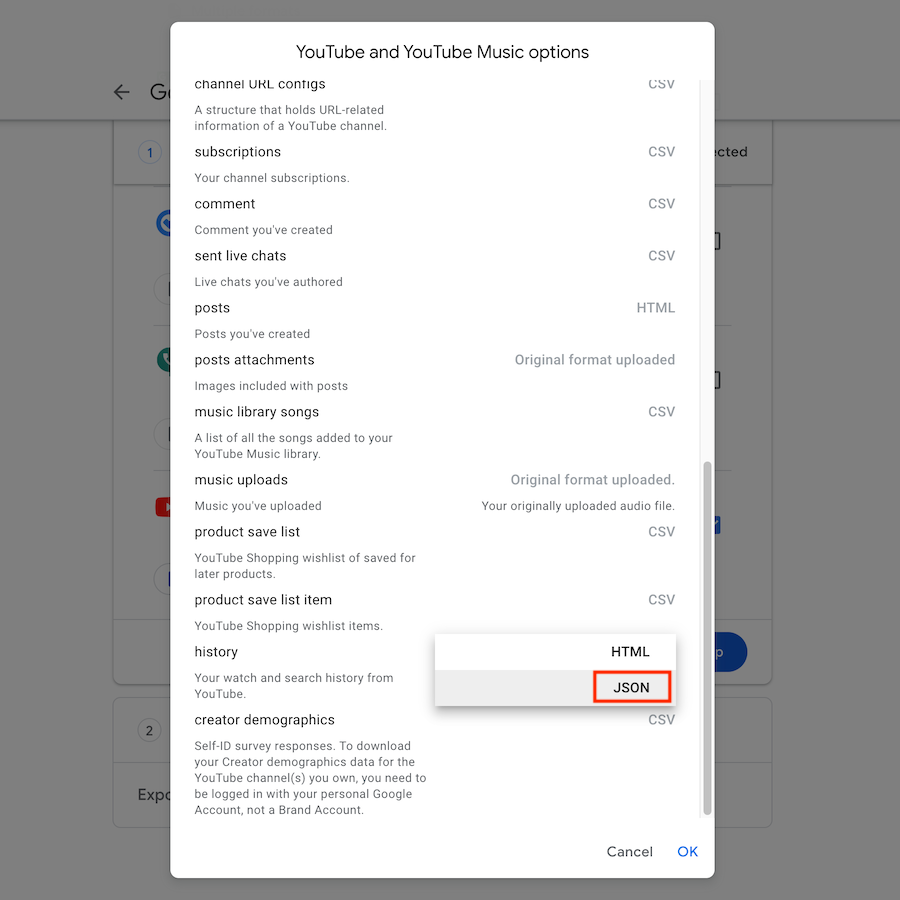 YouTube and YouTube Music options
channel URL configs CSV
A structure that holds URL-related
information of a YouTube channel.
1
subscriptions CSV
Your channel subscriptions.
comment CSV
Comment you've created
sent live chats CSV
Live chats you've authored
posts HTML
Posts you've created
posts attachments Original format uploaded
Images included with posts
music library songs CSV
A list of all the songs added to your
YouTube Music library.
music uploads Original format uploaded.
Music you've uploaded Your originally uploaded audio file.
product save list CSV
YouTube Shopping wishlist of saved for
later products.
product save list item CSV
YouTube Shopping wishlist items.
history HTML
Your watch and search history from
YouTube.
JSON
creator demographics CSV
2
Self-ID survey responses. To download
your Creator demographics data for the
YouTube channel(s) you own, you need to
be logged in with your personal Google
Account, not a Brand Account.
Cancel OK